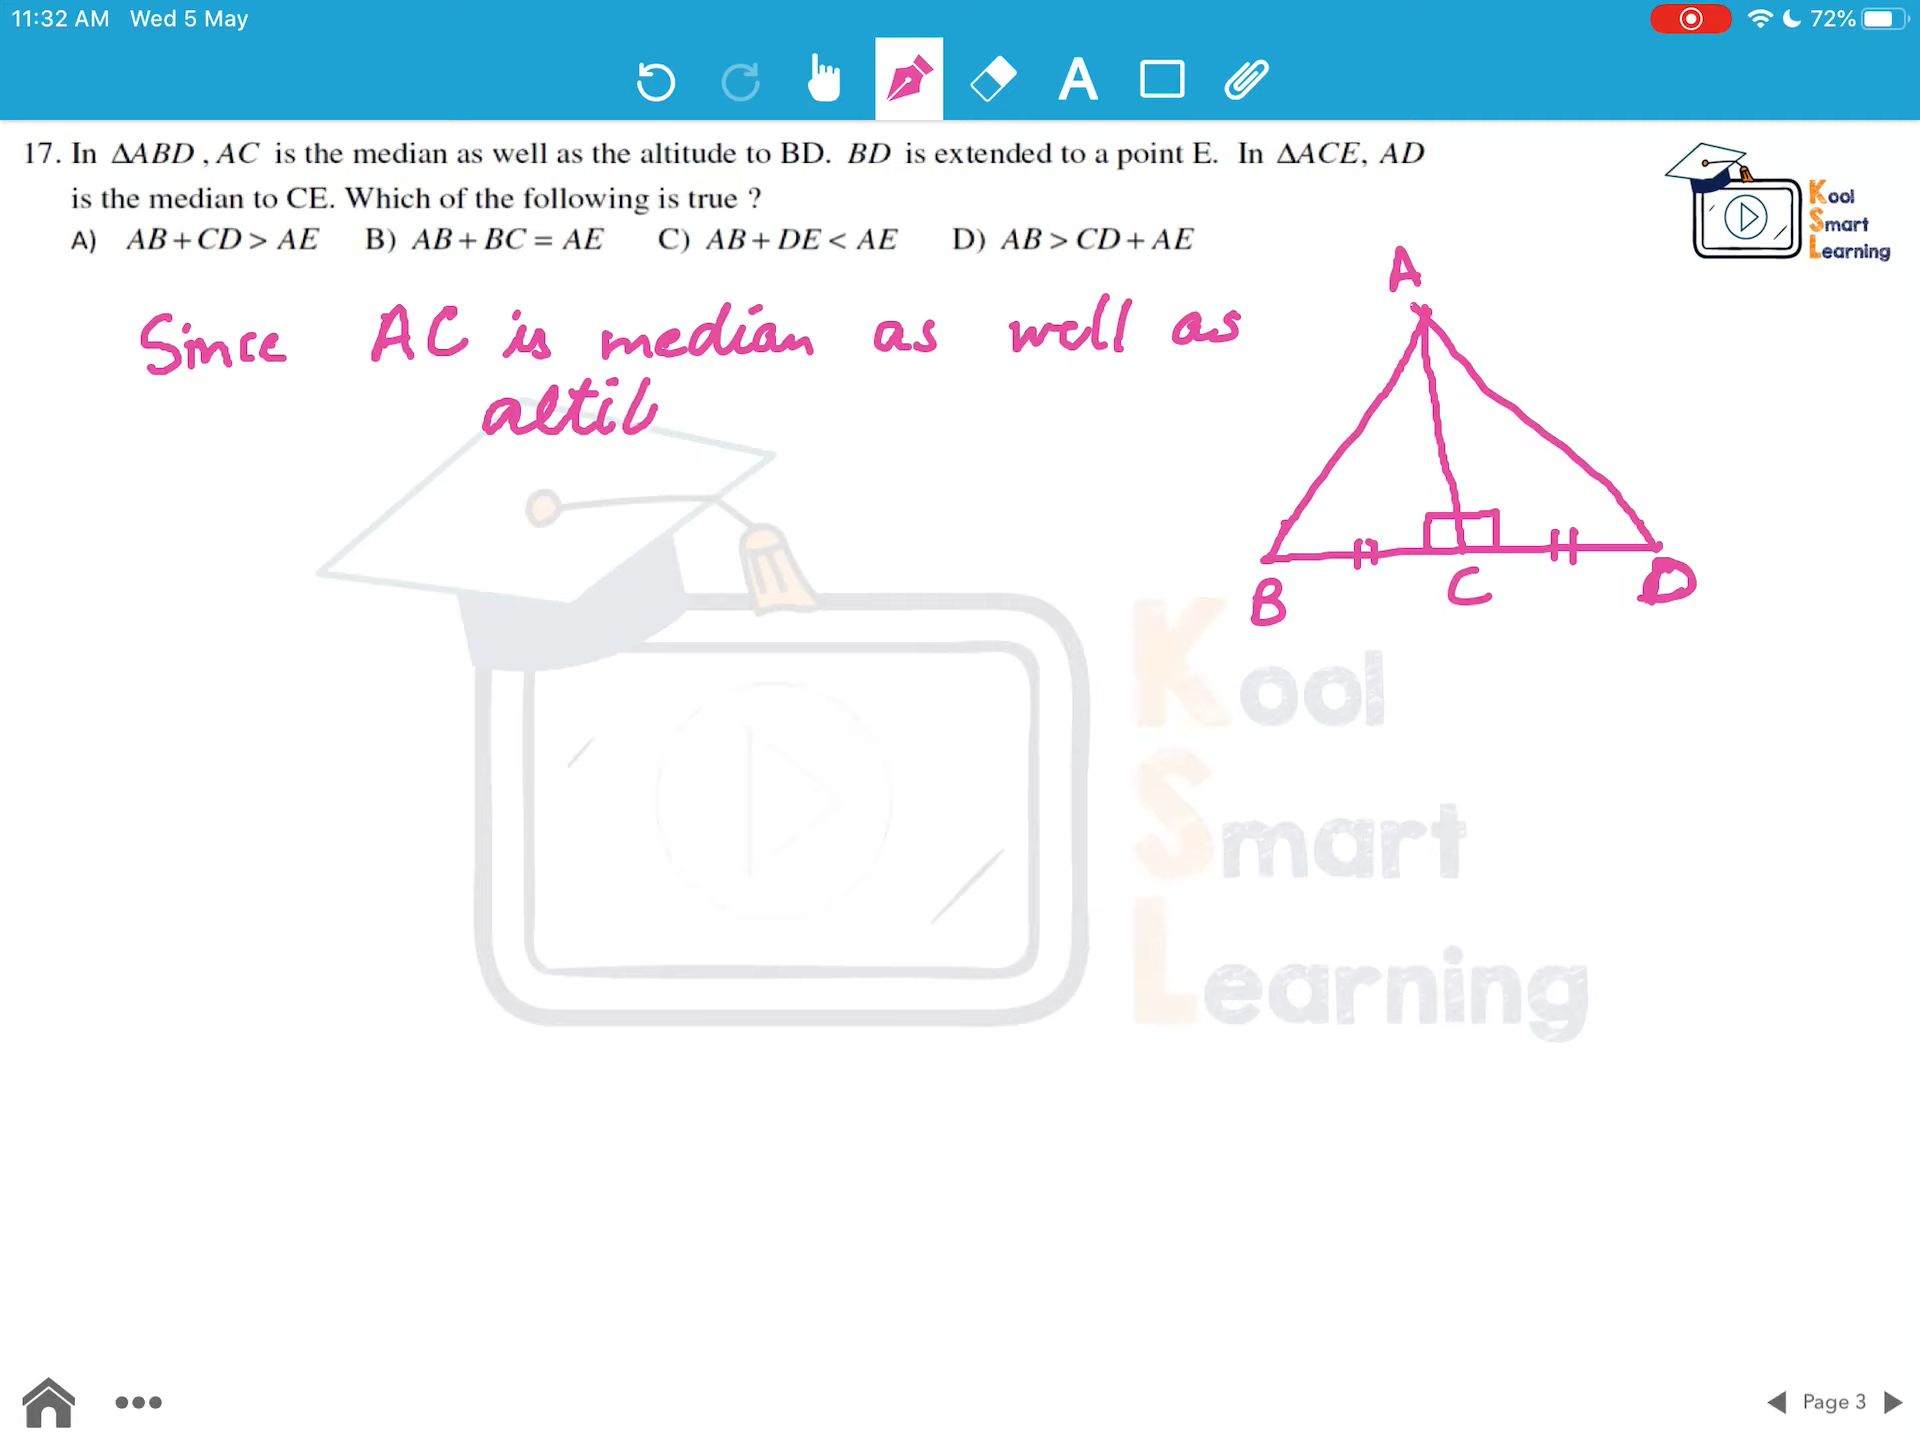 11:32 AM Wed 5 May 72%
A
17. In ΔABD , AC is the median as well as the altitude to BD. BD is extended to a point E. In ΔACE, AD
is the median to CE. Which of the following is true ?
A) AB + CD > AE B) AB + BC = AE C) AB + DE < AE D) AB > CD + AE
Kool
Smart
Learning
A
Since AC is median as well as
altit
B C D
Kool
Smart
Learning
Page 3